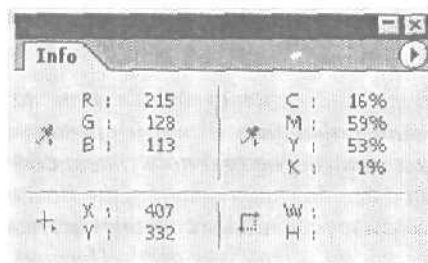 Info
R : 215 C : 16%
G : 128 M : 59%
B : 113 Y : 53%
K : 1%
X : 407 W :
Y : 332 H :